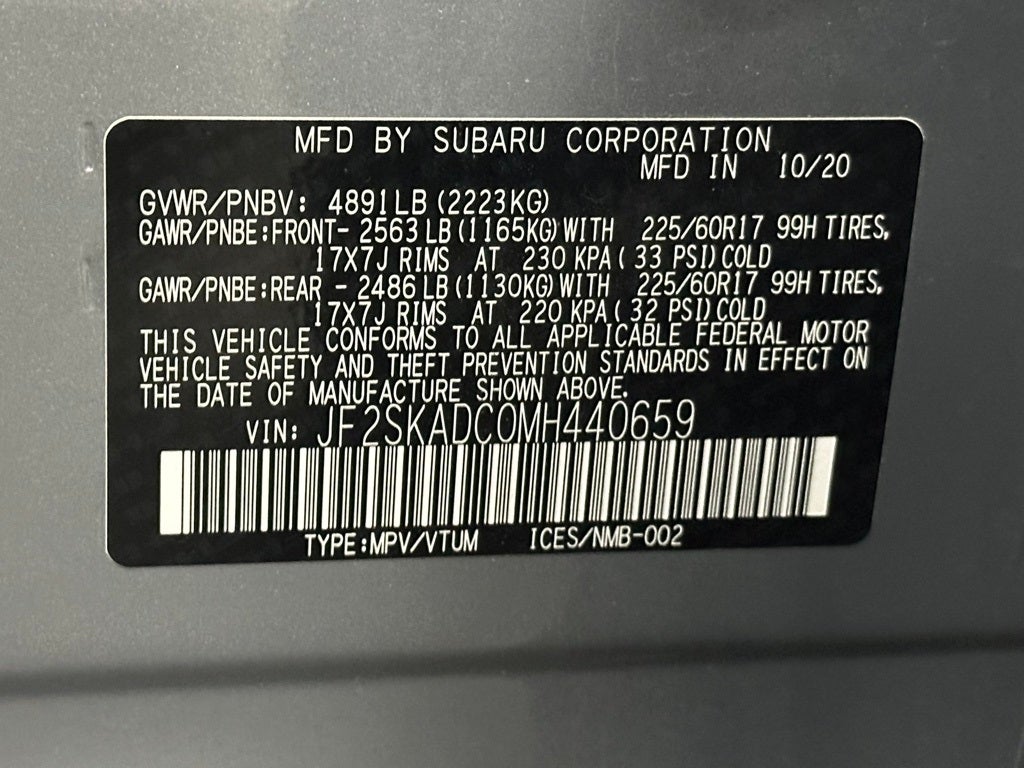 MFD BY SUBARU CORPORATION
MFD IN 10/20
GVWR/PNBV: 4891LB (2223KG)
GAWR/PNBE:FRONT- 2563 LB (1165KG) WITH 225/60R17 99H TIRES,
17X7J RIMS AT 230 KPA ( 33 PSI) COLD
GAWR/PNBE:REAR - 2486 LB (1130KG) WITH 225/60R17 99H TIRES,
17X7J RIMS AT 220 KPA ( 32 PSI) COLD
THIS VEHICLE CONFORMS TO ALL APPLICABLE FEDERAL MOTOR
VEHICLE SAFETY AND THEFT PREVENTION STANDARDS IN EFFECT ON
THE DATE OF MANUFACTURE SHOWN ABOVE.
VIN: JF2SKADC0MH440659
TYPE:MPV/VTUM ICES/NMB-002